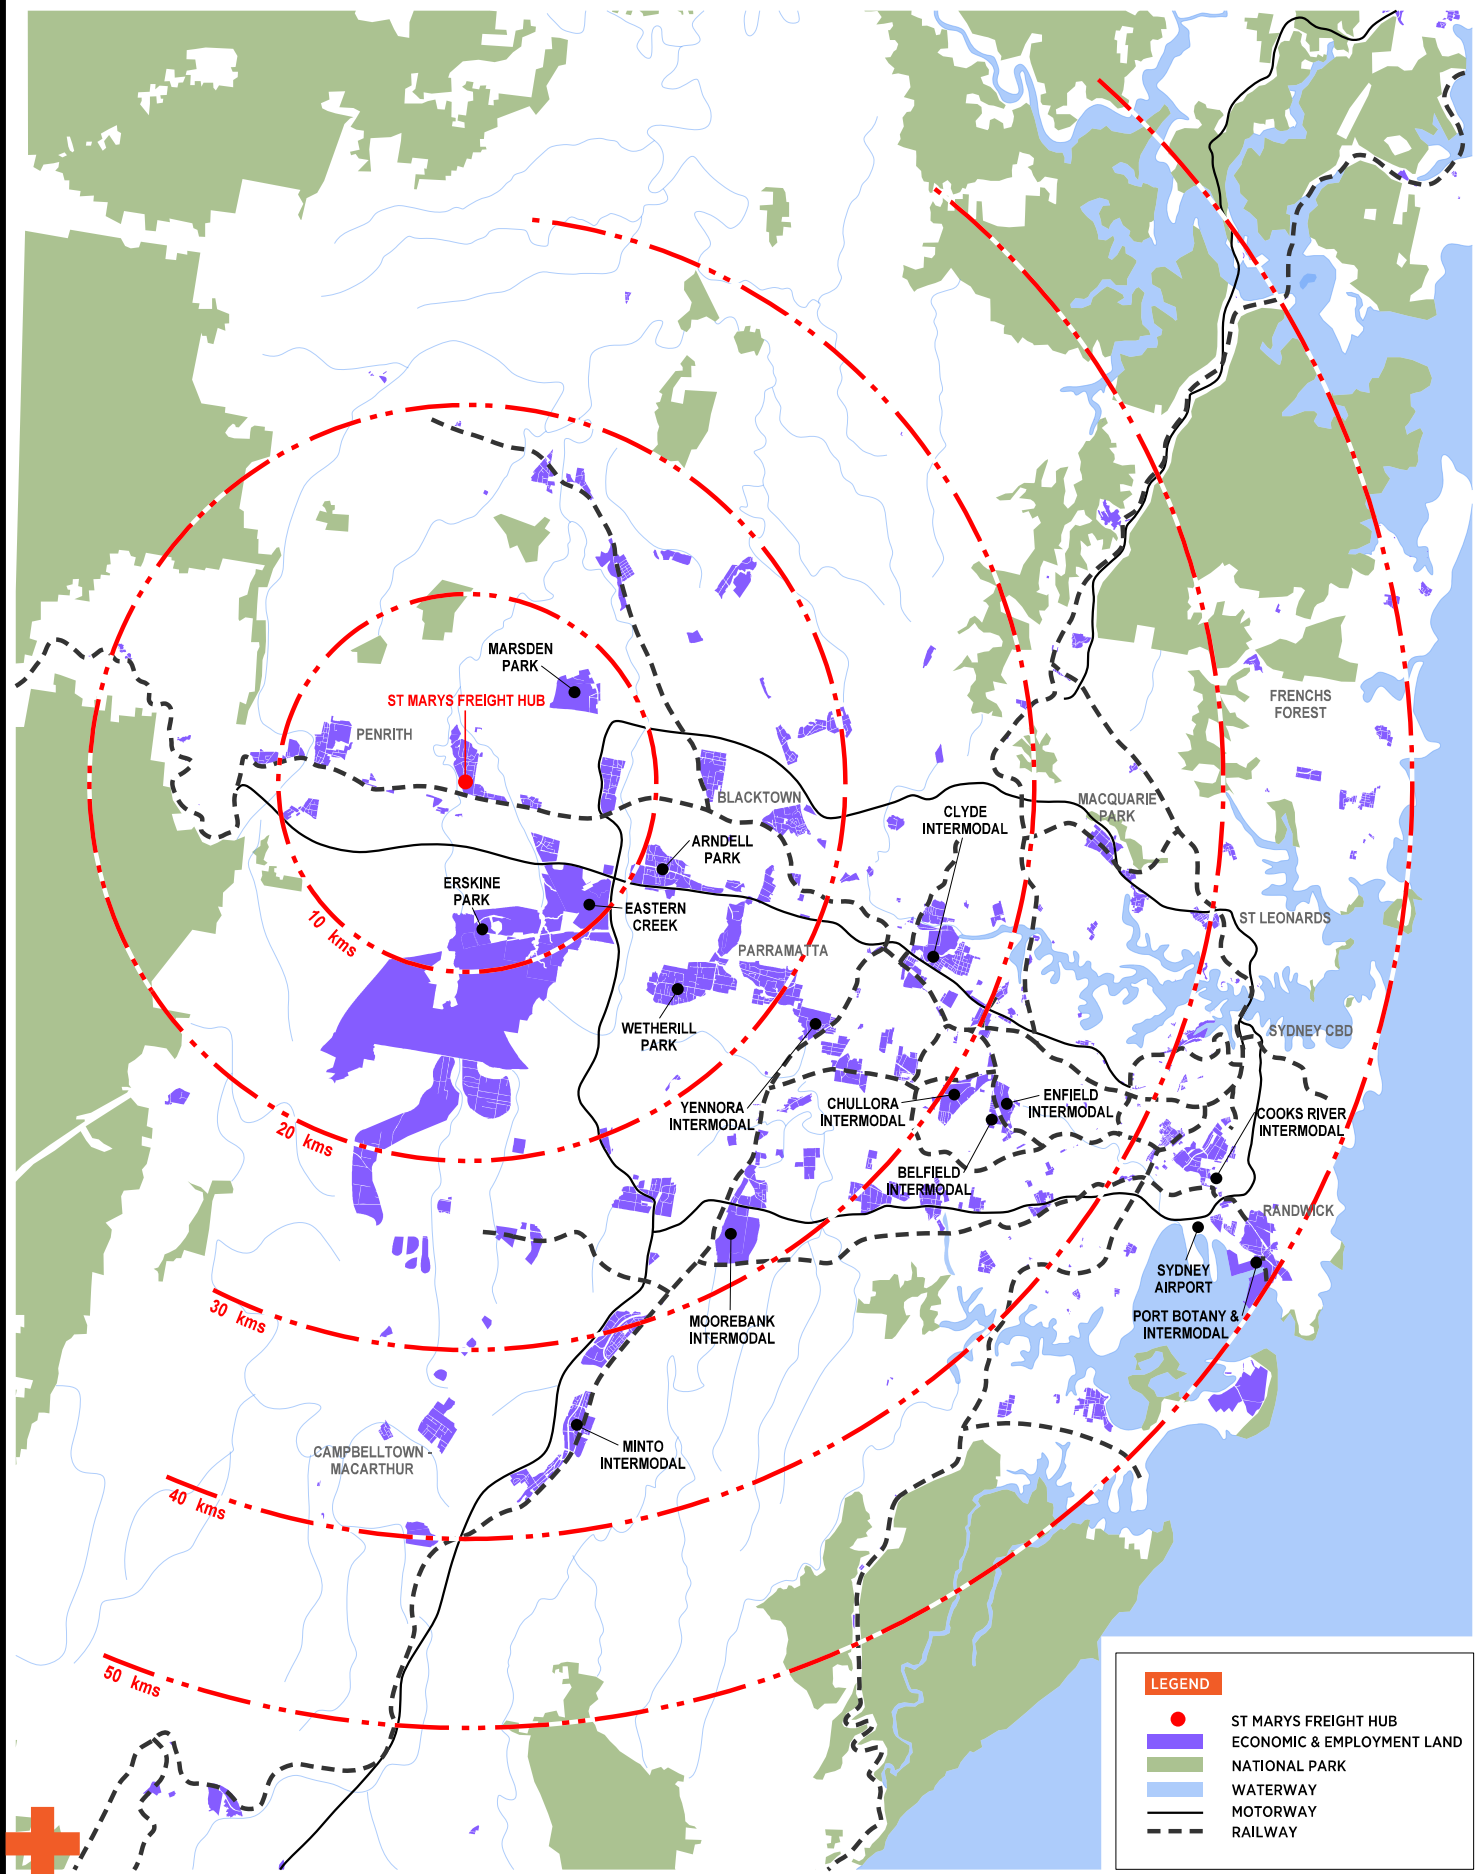 MARSDEN
PARK
ST MARYS FREIGHT HUB
PENRITH
BLACKTOWN
FRENCHS
FOREST
MACQUARIE
PARK
CLYDE
INTERMODAL
ARNDELL
PARK
ERSKINE
PARK
EASTERN
CREEK
10 kms
ST LEONARDS
PARRAMATTA
WETHERILL
PARK
SYDNEY CBD
YENNORA
INTERMODAL
CHULLORA
INTERMODAL
ENFIELD
INTERMODAL
COOKS RIVER
INTERMODAL
20 kms
BELFIELD
INTERMODAL
RANDWICK
SYDNEY
AIRPORT
30 kms
MOOREBANK
INTERMODAL
PORT BOTANY &
INTERMODAL
CAMPBELLTOWN -
MACARTHUR
MINTO
INTERMODAL
40 kms
50 kms
LEGEND
ST MARYS FREIGHT HUB
ECONOMIC & EMPLOYMENT LAND
NATIONAL PARK
WATERWAY
MOTORWAY
RAILWAY